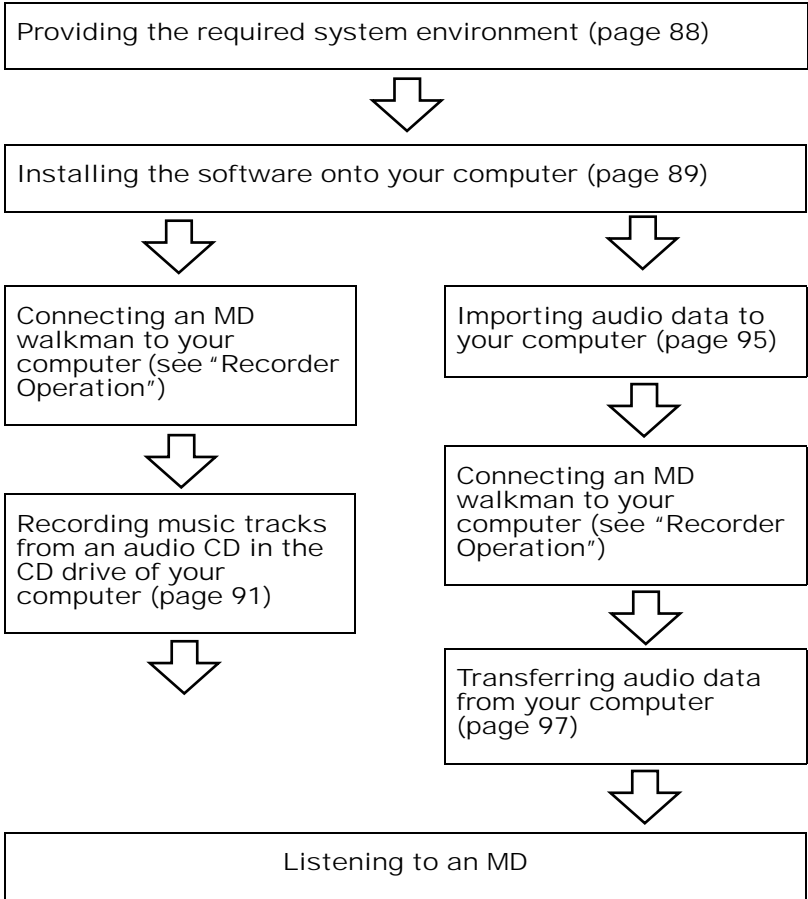 Providing the required system environment (page 88)
Installing the software onto your computer (page 89)
Connecting an MD
walkman to your
computer (see “Recorder
Operation”)
Recording music tracks
from an audio CD in the
CD drive of your
computer (page 91)
Importing audio data to
your computer (page 95)
Connecting an MD
walkman to your
computer (see “Recorder
Operation”)
Transferring audio data
from your computer
(page 97)
Listening to an MD